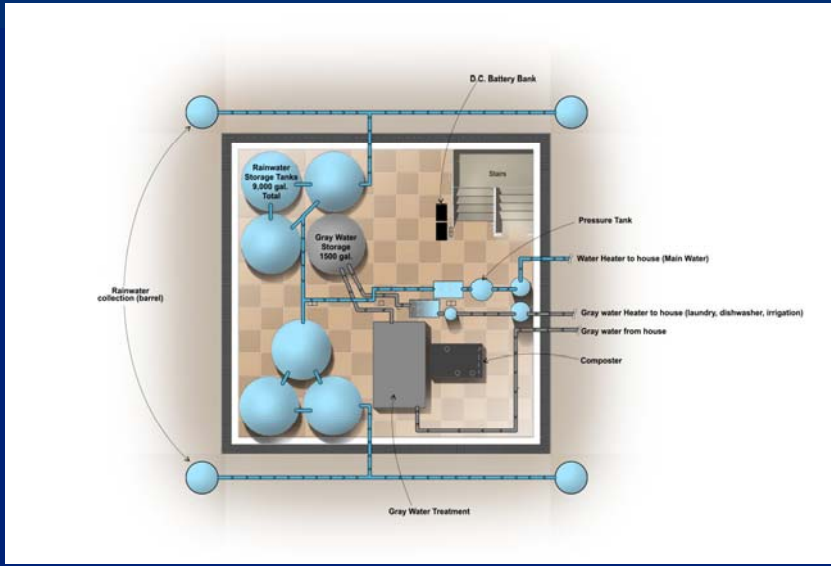 D.C. Battery Bank
Rainwater
Storage Tanks
9,000 gal.
Total
Stairs
Gray Water
Storage
1500 gal.
Pressure Tank
Water Heater to house (Main Water)
Rainwater
collection (barrel)
Gray water Heater to house (laundry, dishwasher, irrigation)
Gray water from house
Composter
Gray Water Treatment